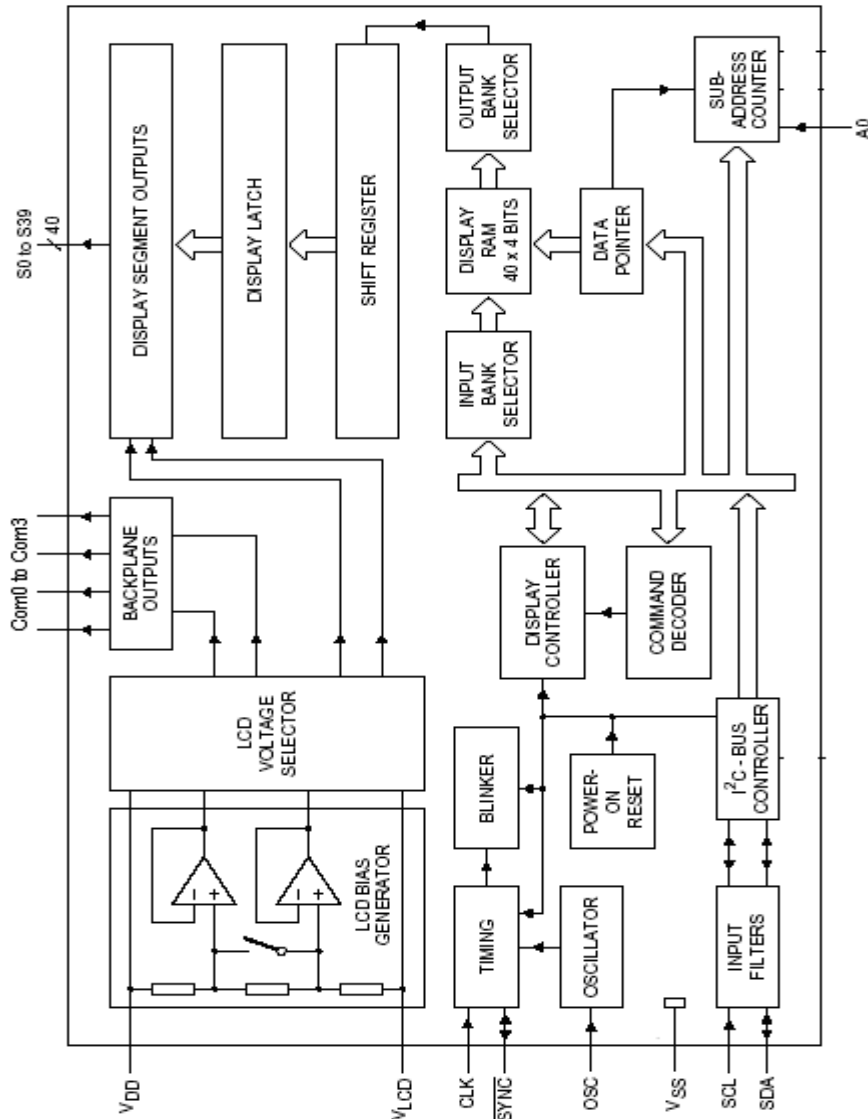 S0 to S39
40
Com0 to Com3
DISPLAY SEGMENT OUTPUTS
BACKPLANE
OUTPUTS
DISPLAY LATCH
LCD
VOLTAGE
SELECTOR
LCD BIAS
GENERATOR
−
+
−
+
SHIFT REGISTER
VDD
VLCD
CLK
SYNC
OSC
VSS
SCL
SDA
TIMING
BLINKER
OSCILLATOR
POWER-
ON
RESET
DISPLAY
CONTROLLER
COMMAND
DECODER
INPUT
BANK
SELECTOR
DISPLAY
RAM
40 x 4 BITS
OUTPUT
BANK
SELECTOR
DATA
POINTER
SUB-
ADDRESS
COUNTER
INPUT
FILTERS
I²C - BUS
CONTROLLER
A0